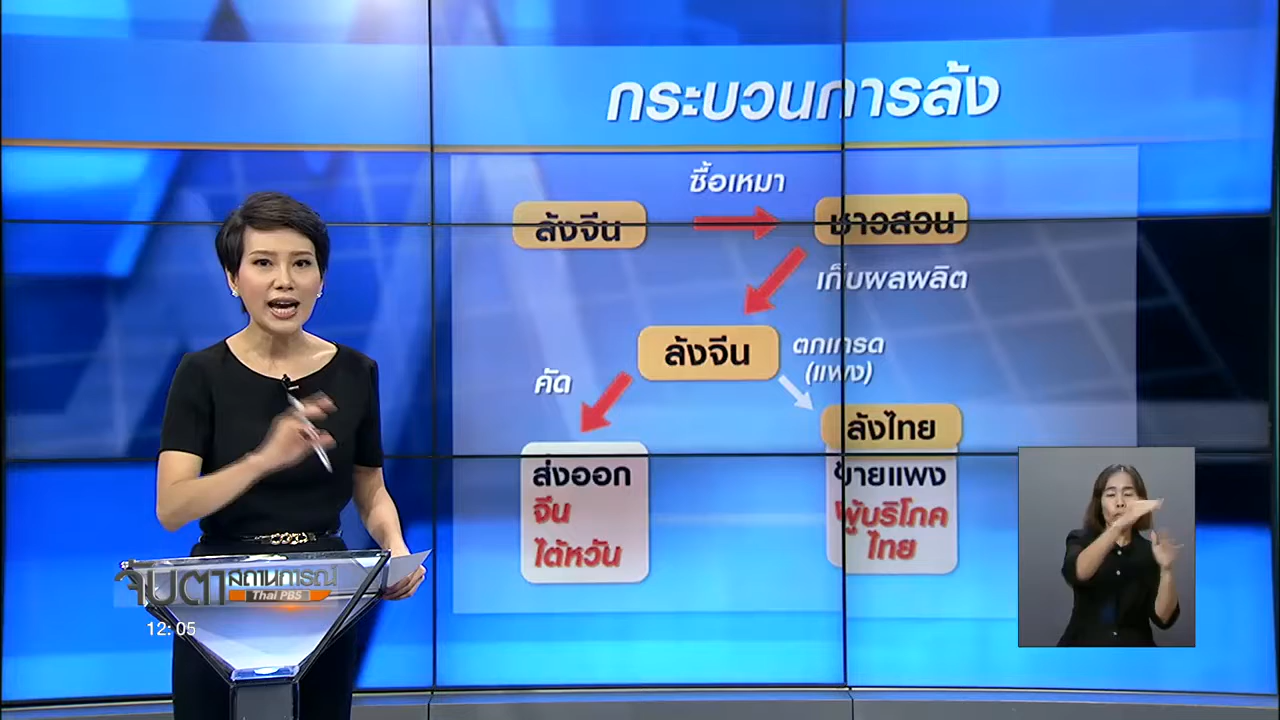 กระบวนการล้ง
ซื้อเหมา
ล้งจีน
ชาวสวน
เก็บผลผลิต
ล้งจีน
ตกเกรด
(แพง)
คัด
ล้งไทย
ส่งออก
จีน
ไต้หวัน
ขายแพง
ผู้บริโภค
ไทย
จับตาสถานการณ์
Thai PBS
12:05